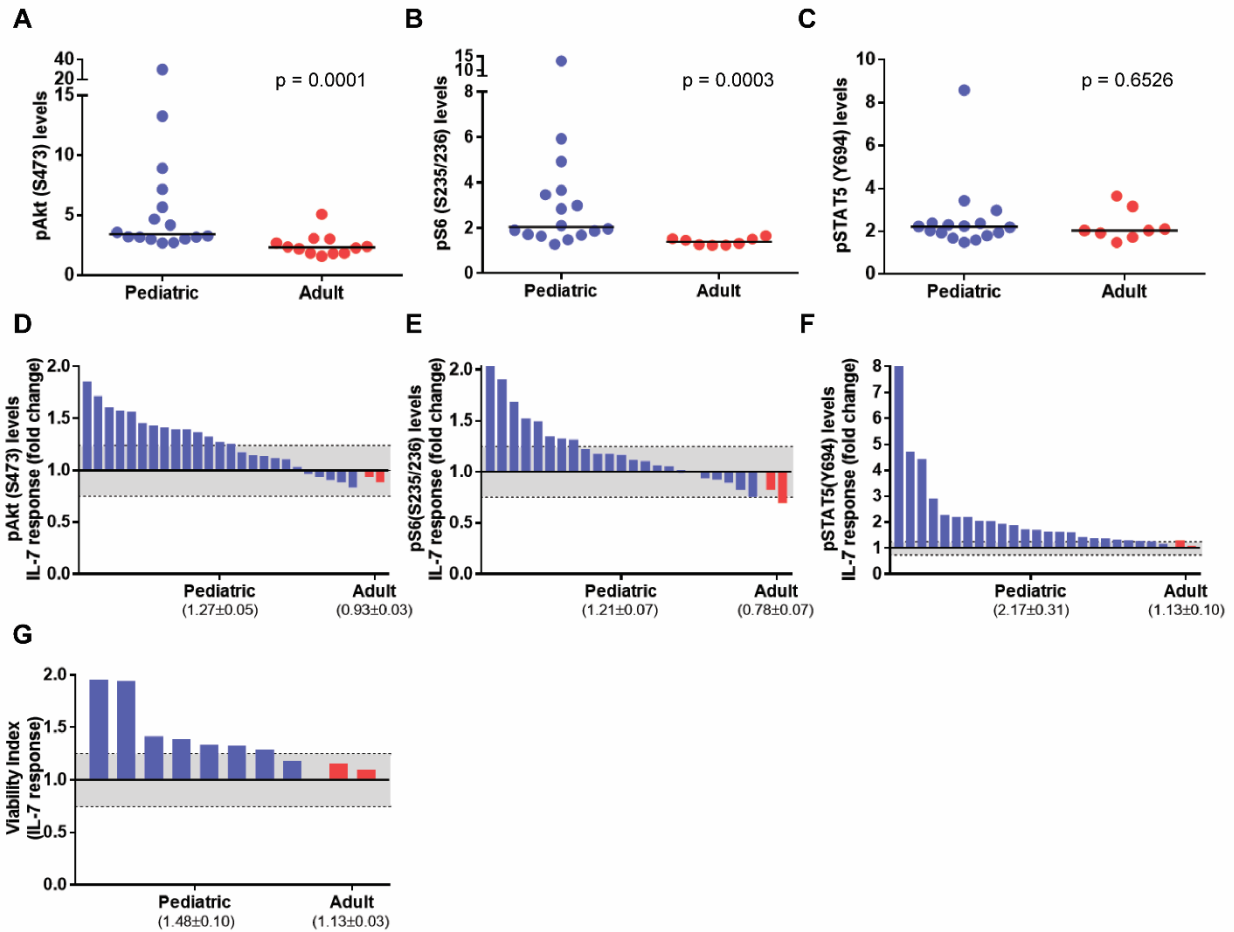 A
pAkt (S473) levels
40
20
15
10
5
0
p = 0.0001
Pediatric
Adult
B
pS6 (S235/236) levels
15
10
8
6
4
2
0
p = 0.0003
Pediatric
Adult
C
pSTAT5 (Y694) levels
10
8
6
4
2
0
p = 0.6526
Pediatric
Adult
D
pAkt (S473) levels
IL-7 response (fold change)
2.0
1.5
1.0
0.5
0.0
Pediatric
(1.27±0.05)
Adult
(0.93±0.03)
E
pS6(S235/236) levels
IL-7 response (fold change)
2.0
1.5
1.0
0.5
0.0
Pediatric
(1.21±0.07)
Adult
(0.78±0.07)
F
pSTAT5(Y694) levels
IL-7 response (fold change)
8
7
6
5
4
3
2
1
0
Pediatric
(2.17±0.31)
Adult
(1.13±0.10)
G
Viability Index
(IL-7 response)
2.0
1.5
1.0
0.5
0.0
Pediatric
(1.48±0.10)
Adult
(1.13±0.03)